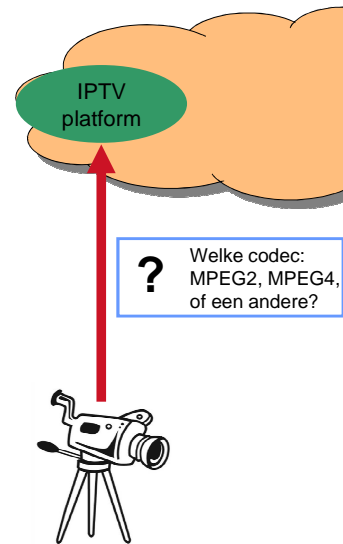 IPTV
platform
?
Welke codec:
MPEG2, MPEG4,
of een andere?